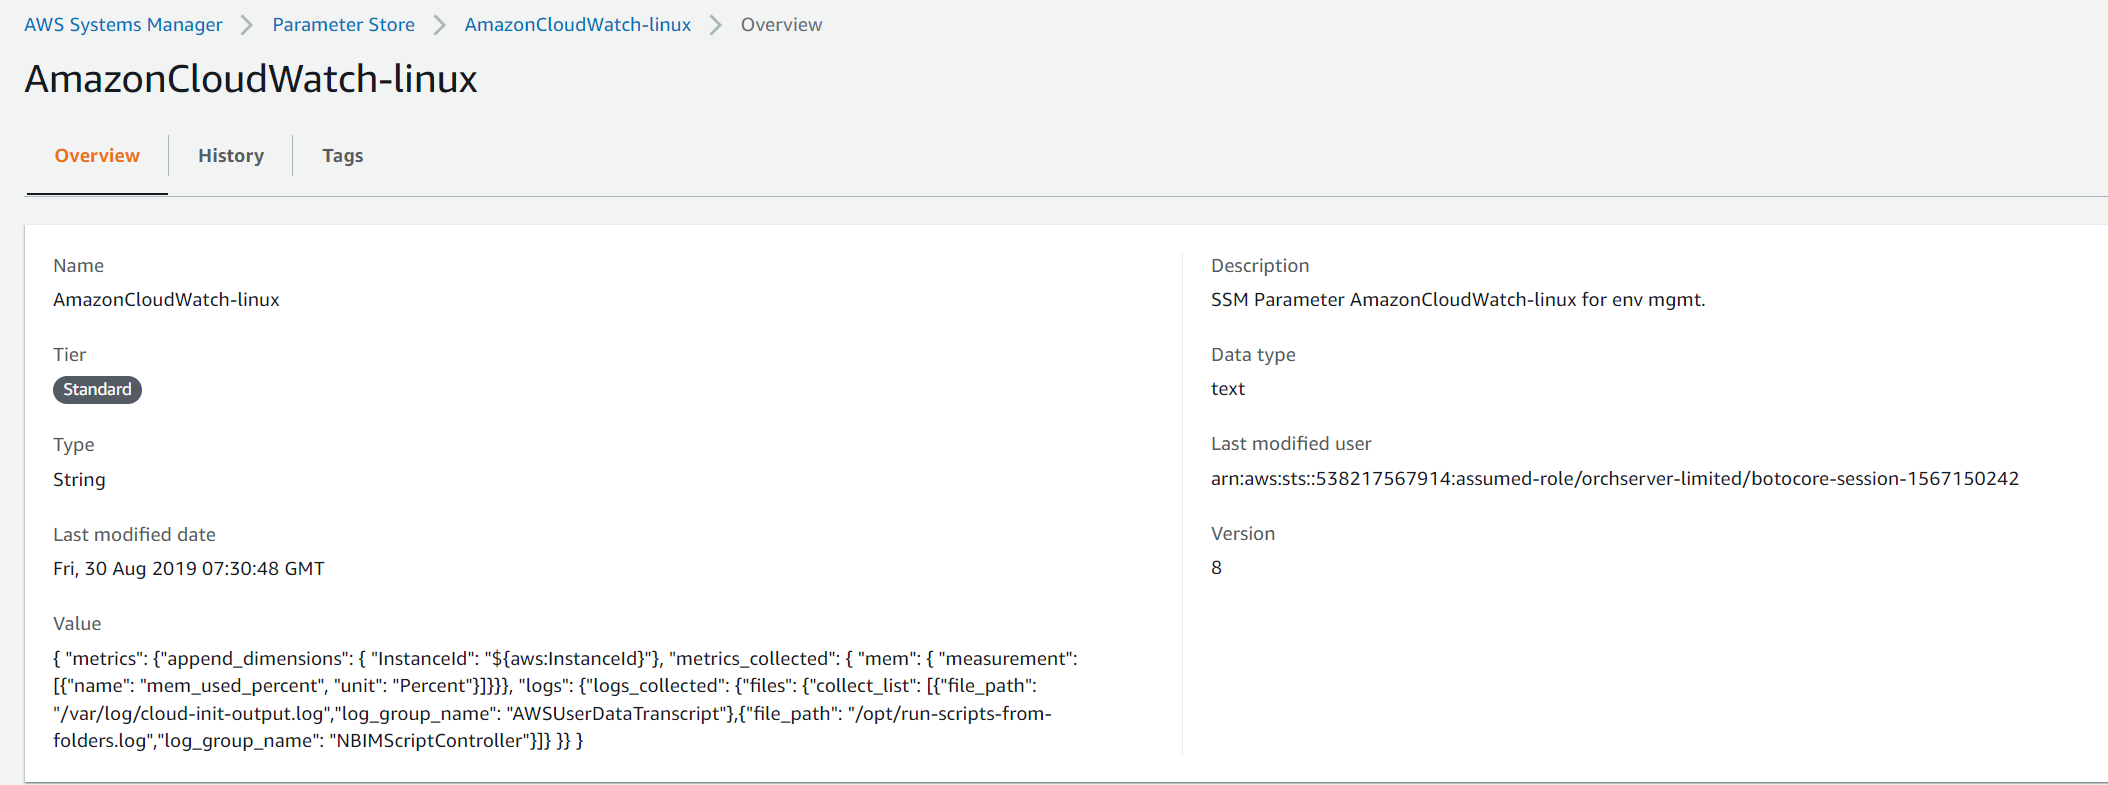 AWS Systems Manager > Parameter Store > AmazonCloudWatch-linux > Overview
AmazonCloudWatch-linux
Overview
History
Tags
Name
AmazonCloudWatch-linux
Tier
Standard
Type
String
Last modified date
Fri, 30 Aug 2019 07:30:48 GMT
Value
{ "metrics": {"append_dimensions": { "InstanceId": "${aws:InstanceId}"}, "metrics_collected": { "mem": { "measurement":
[{"name": "mem_used_percent", "unit": "Percent"}]}}}, "logs": {"logs_collected": {"files": {"collect_list": [{"file_path":
"/var/log/cloud-init-output.log","log_group_name": "AWSUserDataTranscript"},{"file_path": "/opt/run-scripts-from-
folders.log","log_group_name": "NBIMScriptController"}]} }} }
Description
SSM Parameter AmazonCloudWatch-linux for env mgmt.
Data type
text
Last modified user
arn:aws:sts::538217567914:assumed-role/orchserver-limited/botocore-session-1567150242
Version
8